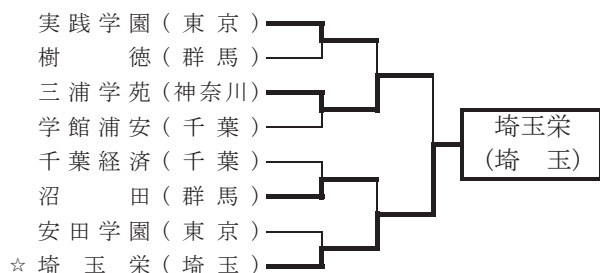 実践学園(東京)
樹徳(群馬)
三浦学苑(神奈川)
学館浦安(千葉)
千葉経済(千葉)
沼田(群馬)
安田学園(東京)
☆埼玉栄(埼玉)
埼玉栄
(埼玉)